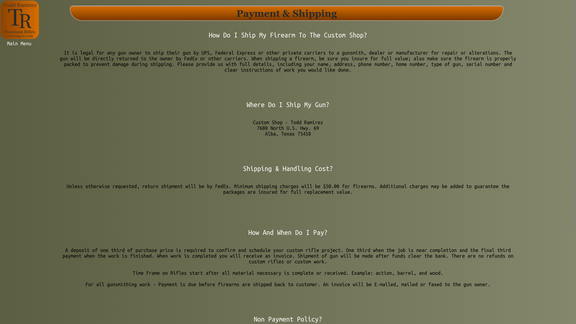 Todd Ramirez
TR
Main Menu
Payment & Shipping
How Do I Ship My Firearm To The Custom Shop?
It is legal for any gun owner to ship their gun by UPS, Federal Express or other private carriers to a gunsmith, dealer or manufacturer for repair or alterations. The
gun will be directly returned to the owner by FedEx or other carriers. When shipping a firearm, be sure you insure for full value; also make sure the firearm is properly
packed to prevent damage during shipping. Please provide us with full details, including your name, address, phone number, home number, type of gun, serial number and
clear instructions of work you would like done.
Where Do I Ship My Gun?
Custom Shop - Todd Ramirez
7600 North U.S. Hwy. 69
Alba, Texas 75410
Shipping & Handling Cost?
Unless otherwise requested, return shipment will be by FedEx. Minimum shipping charges will be $50.00 for firearms. Additional charges may be added to guarantee the
packages are insured for full replacement value.
How And When Do I Pay?
A deposit of one third of purchase price is required to confirm and schedule your custom rifle project. One third when the job is near completion and the final third
payment when the work is finished. When work is completed you will receive an invoice. Shipment of gun will be made after funds clear the bank. There are no refunds on
custom rifles or custom work.
Time Frame on Rifles start after all material necessary is complete or received. Example: action, barrel, and wood.
For all gunsmithing work - Payment is due before firearms are shipped back to customer. An invoice will be E-mailed, mailed or faxed to the gun owner.
Non Payment Policy?